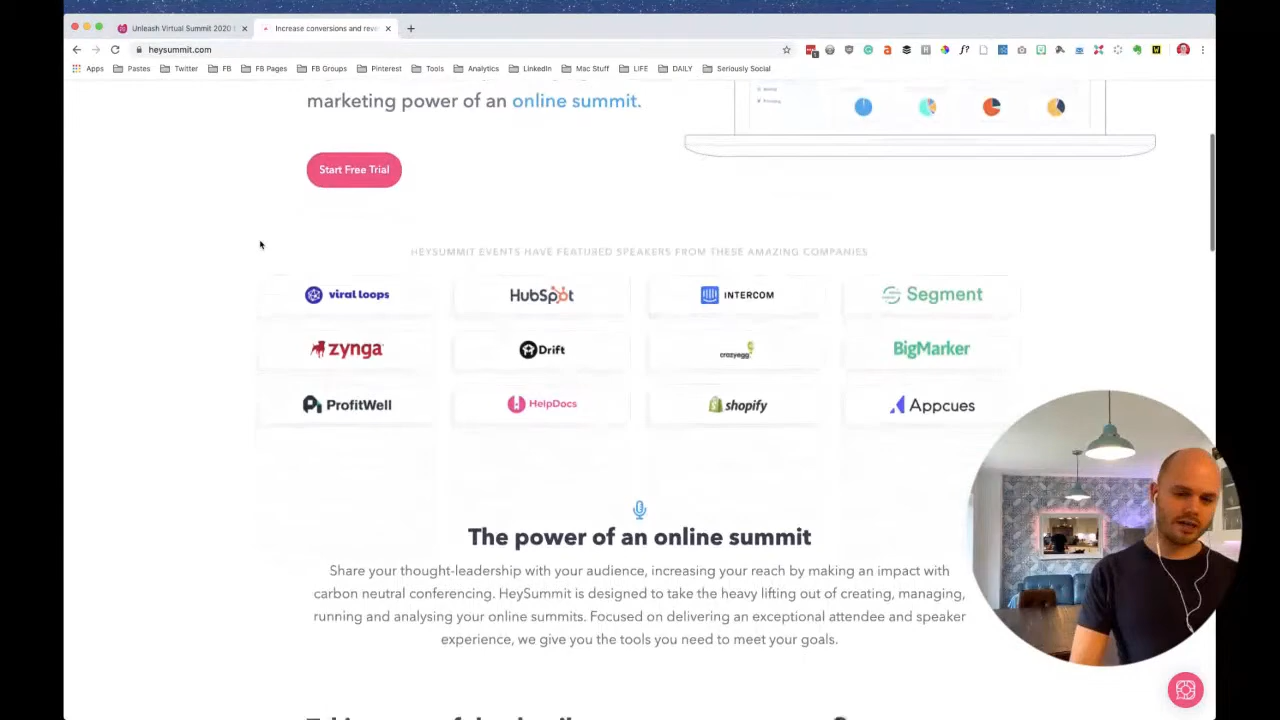 Unleash Virtual Summit 2020
Increase conversions and reve
heysummit.com
Apps Pastes Twitter FB FB Pages FB Groups Pinterest Tools Analytics LinkedIn Mac Stuff LIFE DAILY Seriously Social
marketing power of an online summit.
Start Free Trial
HEYSUMMIT EVENTS HAVE FEATURED SPEAKERS FROM THESE AMAZING COMPANIES
viral loops HubSpot INTERCOM Segment
zynga Drift crazyegg BigMarker
ProfitWell HelpDocs shopify Appcues
The power of an online summit
Share your thought-leadership with your audience, increasing your reach by making an impact with
carbon neutral conferencing. HeySummit is designed to take the heavy lifting out of creating, managing,
running and analysing your online summits. Focused on delivering an exceptional attendee and speaker
experience, we give you the tools you need to meet your goals.